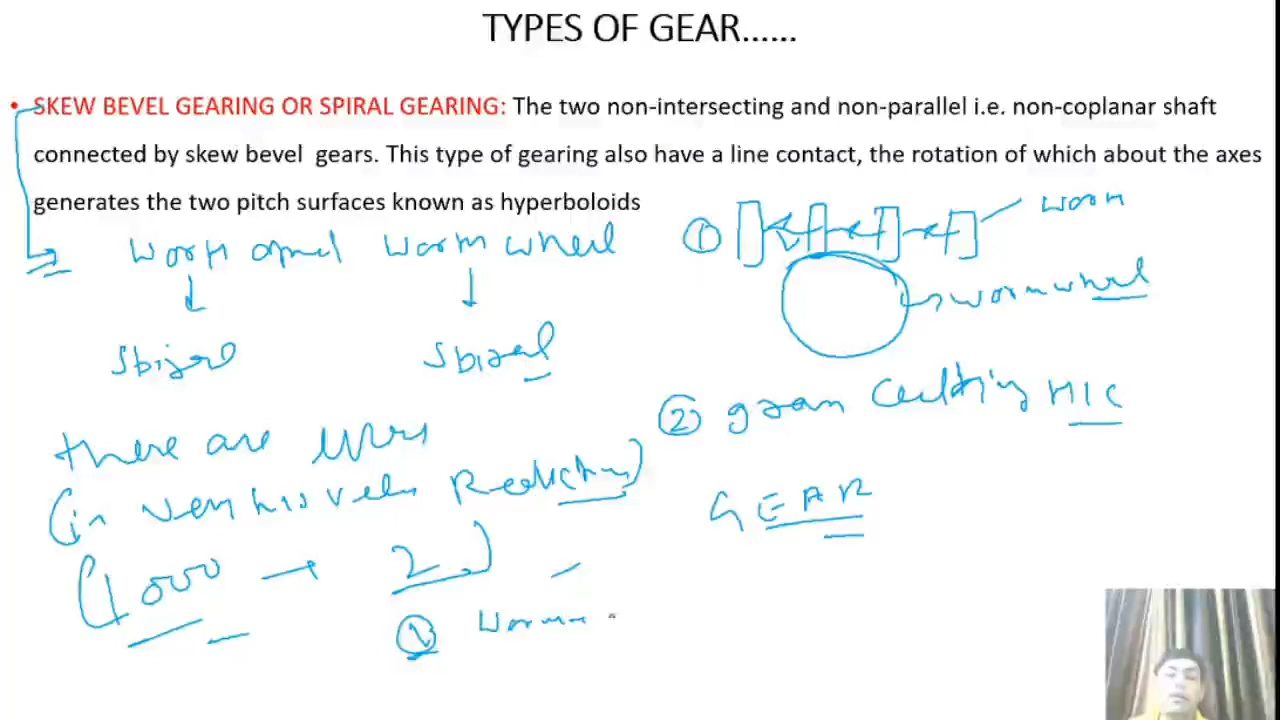 TYPES OF GEAR......
• SKEW BEVEL GEARING OR SPIRAL GEARING: The two non-intersecting and non-parallel i.e. non-coplanar shaft
connected by skew bevel gears. This type of gearing also have a line contact, the rotation of which about the axes
generates the two pitch surfaces known as hyperboloids
worm and worm wheel
① worm
worm wheel
spiral spiral
② gear cutting M/C
there are
(in very high Reduction)
GEAR
(1000 → 2)
① worm